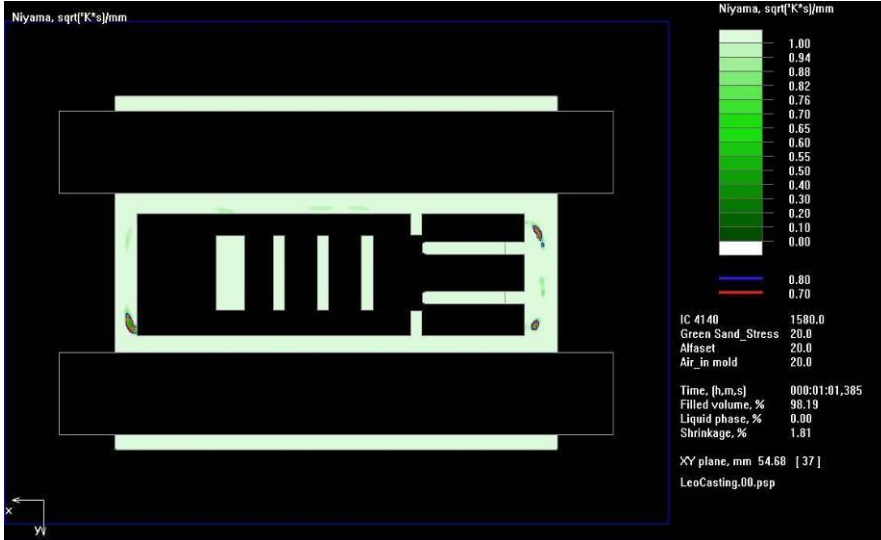 Niyama, sqrt(°K*s)/mm
Niyama, sqrt(°K*s)/mm
1.00
0.94
0.88
0.82
0.76
0.70
0.65
0.60
0.55
0.50
0.40
0.30
0.20
0.10
0.00
0.80
0.70
IC 4140 1580.0
Green Sand_Stress 20.0
Alfaset 20.0
Air_in mold 20.0
Time, (h,m,s) 000:01:01,385
Filled volume, % 98.19
Liquid phase, % 0.00
Shrinkage, % 1.81
XY plane, mm 54.68 [ 37 ]
LeoCasting.00.psp
x
y